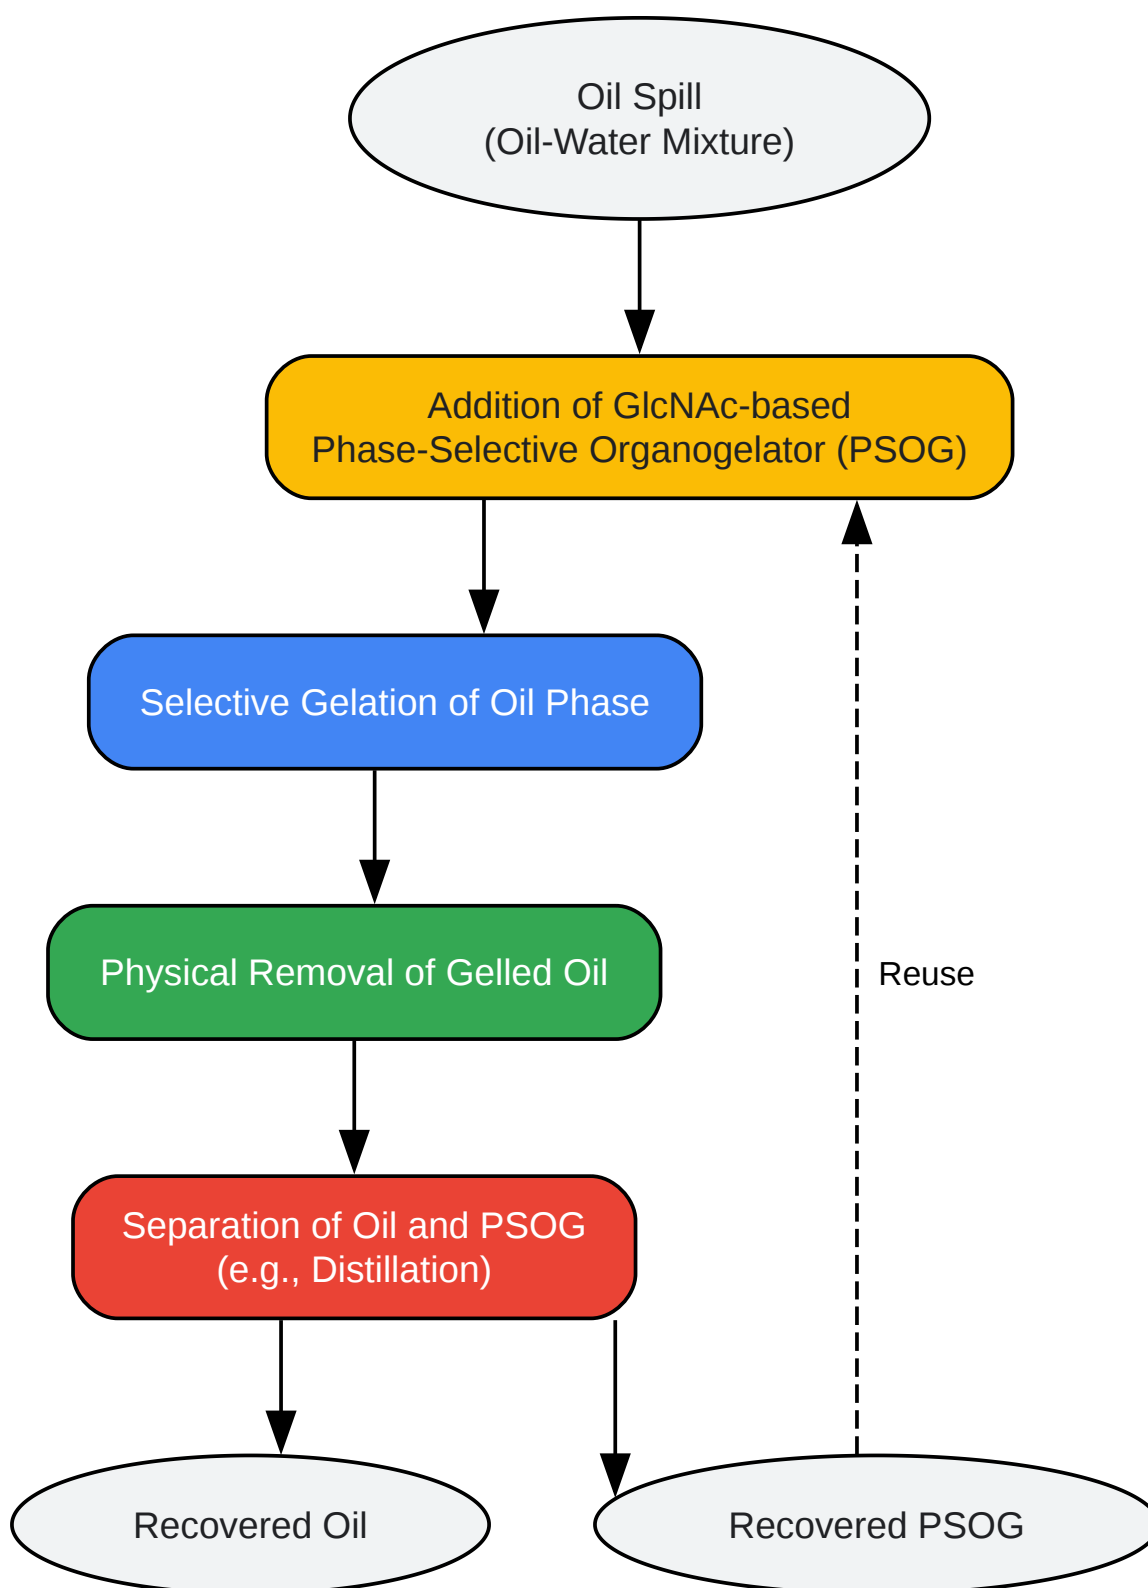 Oil Spill
(Oil-Water Mixture)
Addition of GlcNAc-based
Phase-Selective Organogelator (PSOG)
Selective Gelation of Oil Phase
Physical Removal of Gelled Oil
Reuse
Separation of Oil and PSOG
(e.g., Distillation)
Recovered Oil
Recovered PSOG